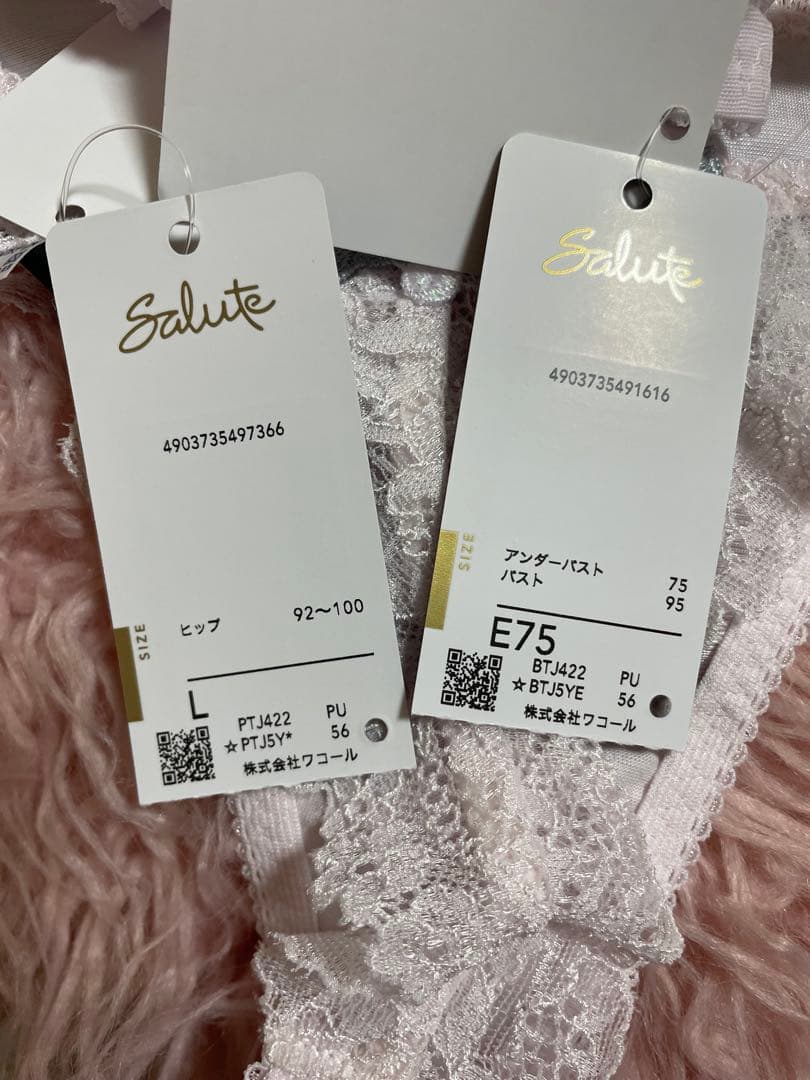 Salute
4903735497366
SIZE
ヒップ 92〜100
L
PTJ422 PU
☆PTJ5Y* 56
株式会社ワコール
Salute
4903735491616
SIZE
アンダーバスト 75
バスト 95
E75
BTJ422 PU
☆BTJ5YE 56
株式会社ワコール